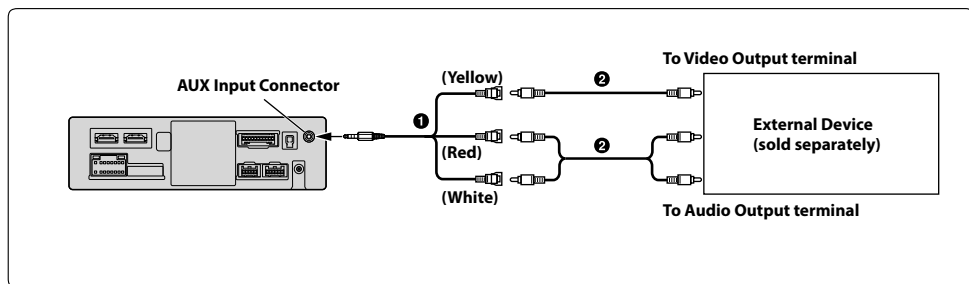 To Video Output terminal
AUX Input Connector
(Yellow)
❷
❶
External Device
(sold separately)
(Red)
❷
(White)
To Audio Output terminal